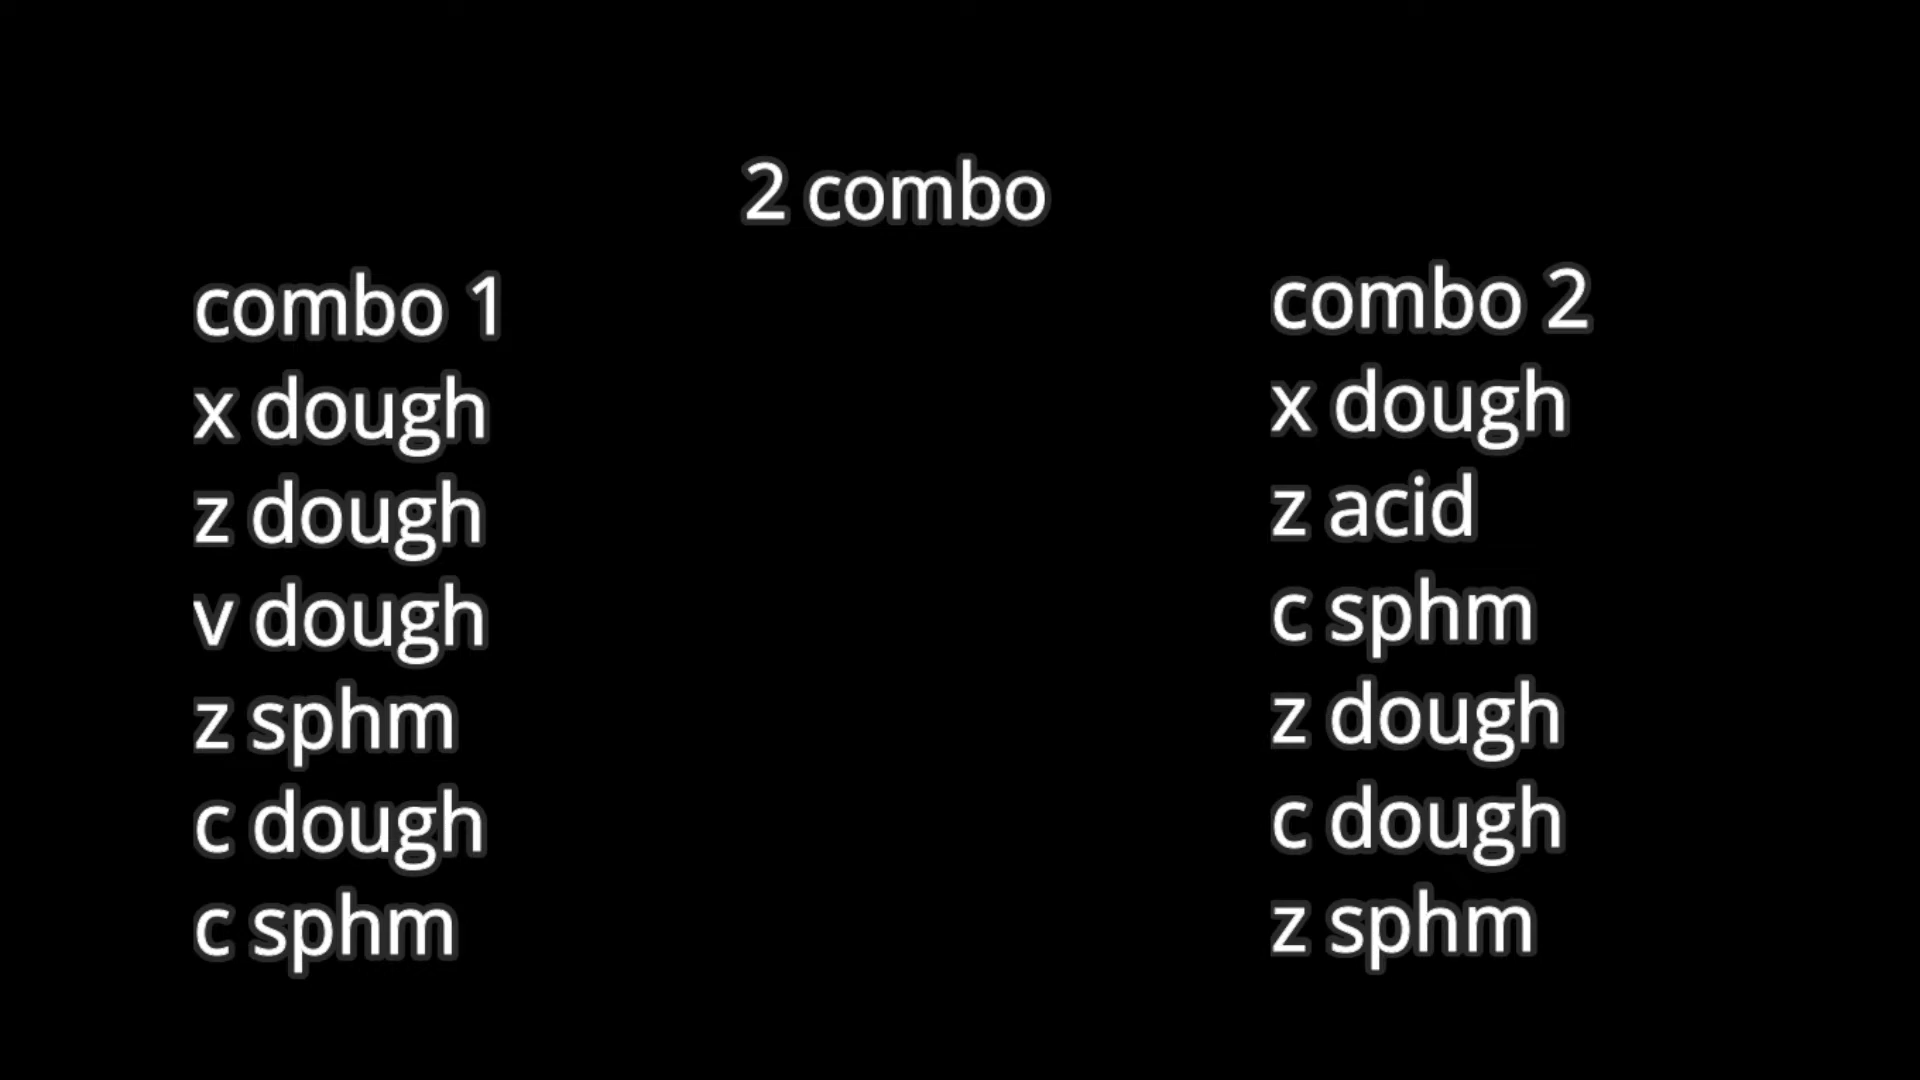 2 combo
combo 1
x dough
z dough
v dough
z sphm
c dough
c sphm
combo 2
x dough
z acid
c sphm
z dough
c dough
z sphm